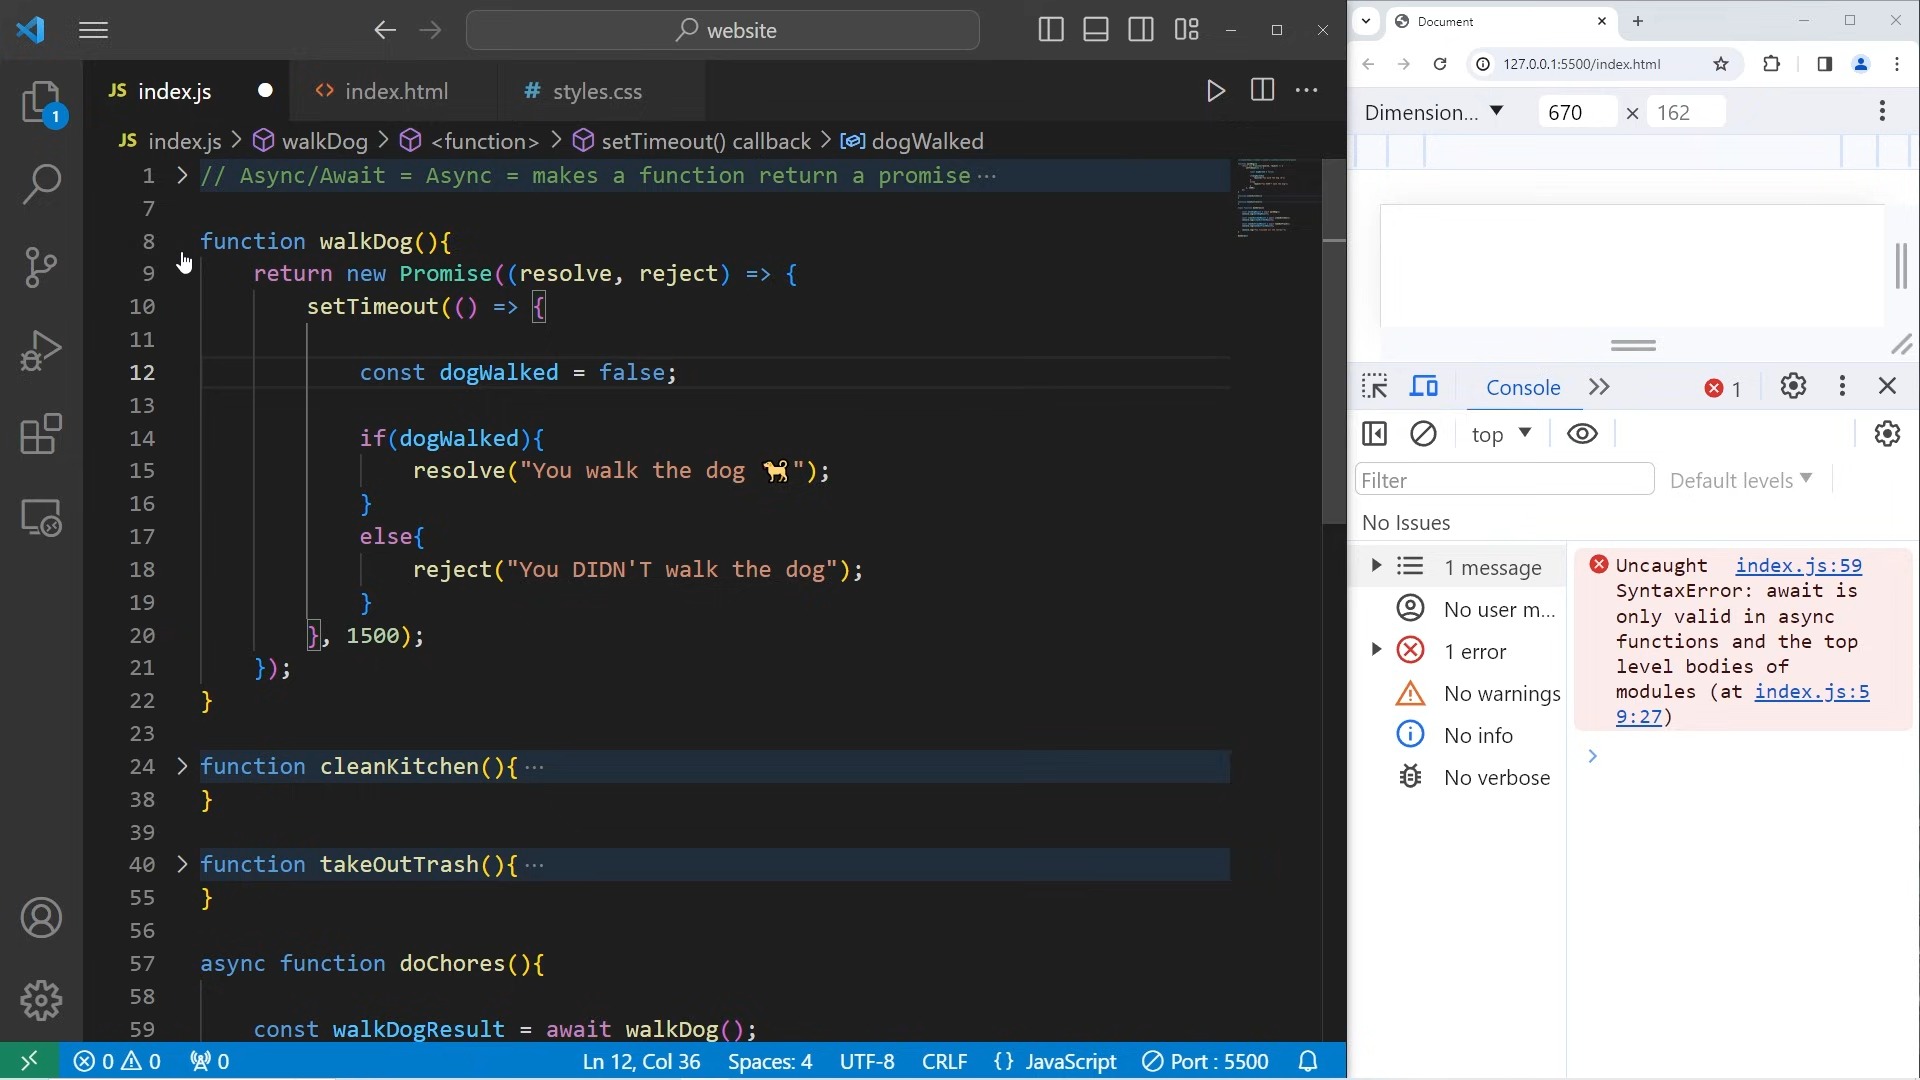 website
JS index.js
<> index.html
# styles.css
JS index.js > walkDog > <function> > setTimeout() callback > dogWalked
1 > // Async/Await = Async = makes a function return a promise ···
7
8 function walkDog(){
9 return new Promise((resolve, reject) => {
10 setTimeout(() => {
11
12 const dogWalked = false;
13
14 if(dogWalked){
15 resolve("You walk the dog 🐕");
16 }
17 else{
18 reject("You DIDN'T walk the dog");
19 }
20 }, 1500);
21 });
22 }
23
24 > function cleanKitchen(){ ···
38 }
39
40 > function takeOutTrash(){ ···
55 }
56
57 async function doChores(){
58
59 const walkDogResult = await walkDog();
1
0 0 0
Ln 12, Col 36 Spaces: 4 UTF-8 CRLF {} JavaScript Port : 5500
Document
127.0.0.1:5500/index.html
Dimension... 670 × 162
Console 1
top
Filter Default levels
No Issues
1 message
No user m...
1 error
No warnings
No info
No verbose
Uncaught index.js:59
SyntaxError: await is
only valid in async
functions and the top
level bodies of
modules (at index.js:5
9:27)